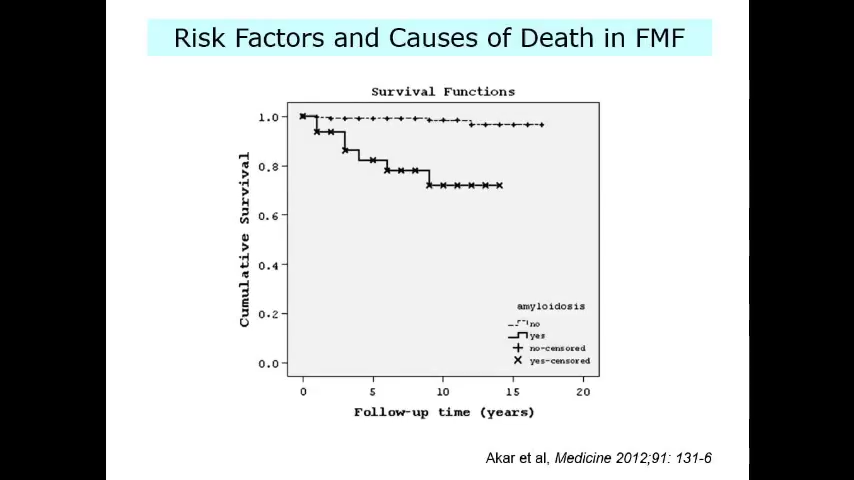 Risk Factors and Causes of Death in FMF
Survival Functions
Cumulative Survival
1.0
0.8
0.6
0.4
0.2
0.0
amyloidosis
no
yes
no-censored
yes-censored
0 5 10 15 20
Follow-up time (years)
Akar et al, Medicine 2012;91: 131-6